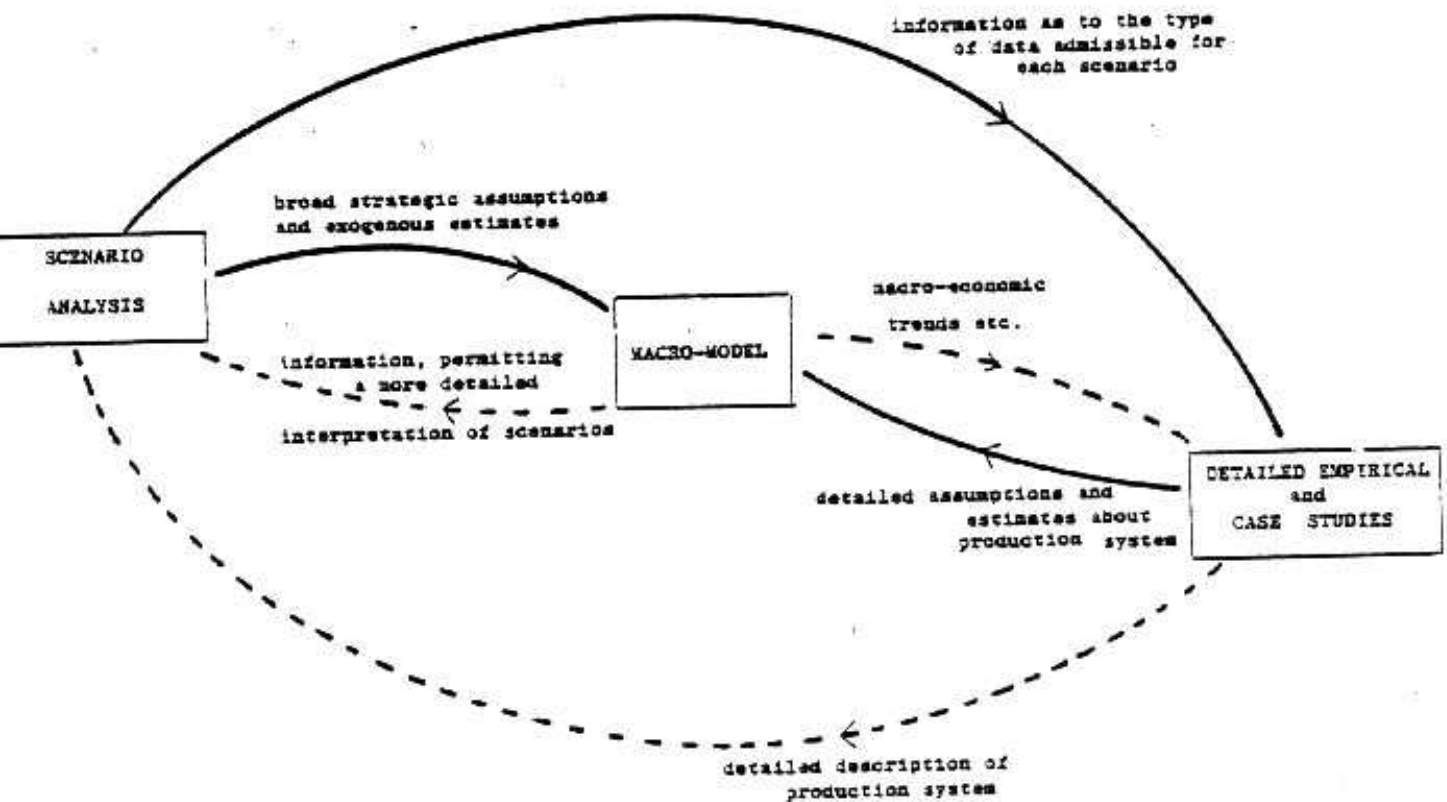 information as to the type
of data admissible for
each scenario
broad strategic assumptions
and exogenous estimates
SCENARIO
ANALYSIS
macro-economic
trends etc.
MACRO-MODEL
information, permitting
a more detailed
interpretation of scenarios
DETAILED EMPIRICAL
and
CASE STUDIES
detailed assumptions and
estimates about
production system
detailed description of
production system